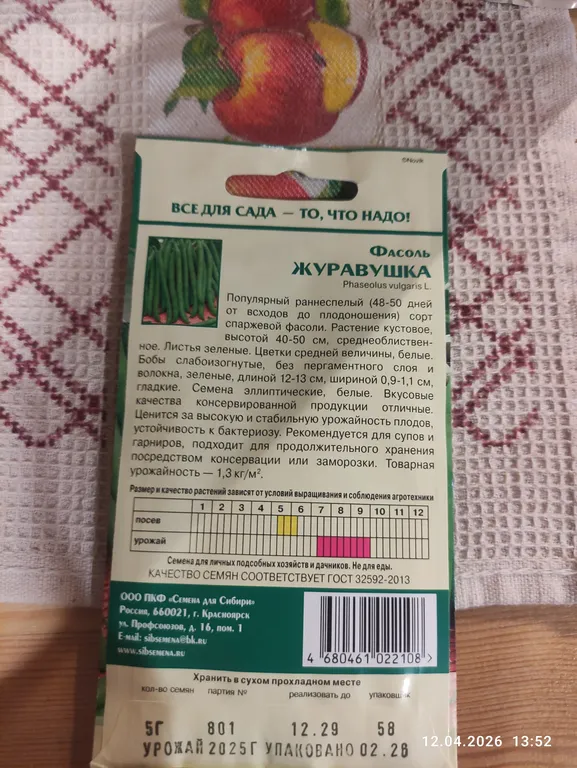 ©Novik
ВСЕ ДЛЯ САДА — ТО, ЧТО НАДО!
Фасоль
ЖУРАВУШКА
Phaseolus vulgaris L.
Популярный раннеспелый (48-50 дней
от всходов до плодоношения) сорт
спаржевой фасоли. Растение кустовое,
высотой 40-50 см, среднеоблиствен-
ное. Листья зеленые. Цветки средней величины, белые.
Бобы слабоизогнутые, без пергаментного слоя и
волокна, зеленые, длиной 12-13 см, шириной 0,9-1,1 см,
гладкие. Семена эллиптические, белые. Вкусовые
качества консервированной продукции отличные.
Ценится за высокую и стабильную урожайность плодов,
устойчивость к бактериозу. Рекомендуется для супов и
гарниров, подходит для продолжительного хранения
посредством консервации или заморозки. Товарная
урожайность — 1,3 кг/м².
Размер и качество растений зависят от условий выращивания и соблюдения агротехники
1 2 3 4 5 6 7 8 9 10 11 12
посев
урожай
Семена для личных подсобных хозяйств и дачников. Не для еды.
КАЧЕСТВО СЕМЯН СООТВЕТСТВУЕТ ГОСТ 32592-2013
ООО ПКФ «Семена для Сибири»
Россия, 660021, г. Красноярск
ул. Профсоюзов, д. 16, пом. 1
E-mail: sibsemena@bk.ru
www.sibsemena.ru
4 680461 022108 >
Хранить в сухом прохладном месте
кол-во семян партия № реализовать до упаковщик
5Г 801 12.29 58
УРОЖАЙ 2025Г УПАКОВАНО 02.26
12.04.2026 13:52